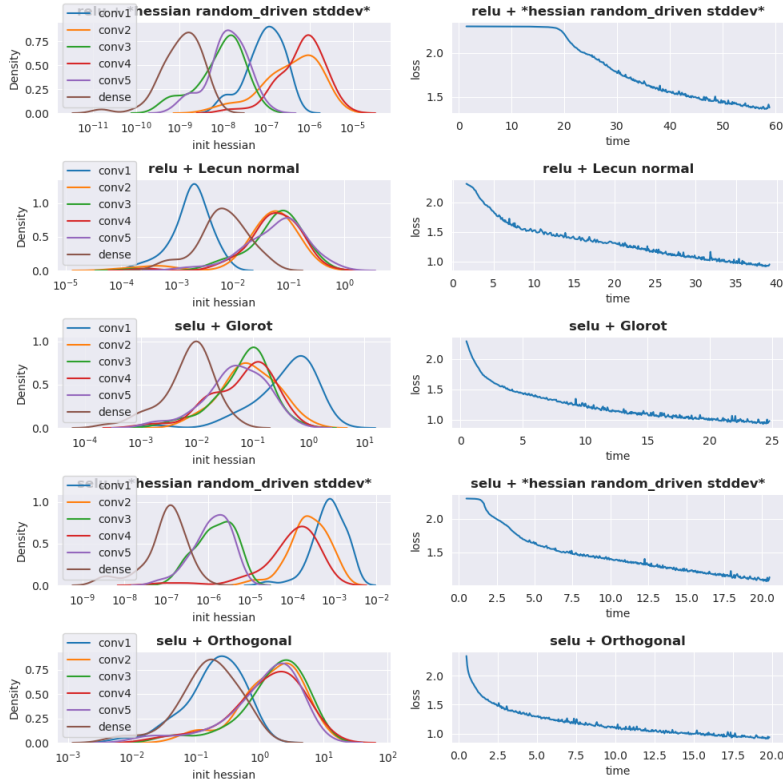 relu + *hessian random_driven stddev*
conv1
conv2
conv3
conv4
conv5
dense
Density
0.75
0.50
0.25
0.00
10⁻¹¹ 10⁻¹⁰ 10⁻⁹ 10⁻⁸ 10⁻⁷ 10⁻⁶ 10⁻⁵
init hessian
relu + *hessian random_driven stddev*
loss
2.0
1.5
0 10 20 30 40 50 60
time
relu + Lecun normal
conv1
conv2
conv3
conv4
conv5
dense
Density
1.0
0.5
0.0
10⁻⁵ 10⁻⁴ 10⁻³ 10⁻² 10⁻¹ 10⁰
init hessian
relu + Lecun normal
loss
2.0
1.5
1.0
0 5 10 15 20 25 30 35 40
time
selu + Glorot
conv1
conv2
conv3
conv4
conv5
dense
Density
1.0
0.5
0.0
10⁻⁴ 10⁻³ 10⁻² 10⁻¹ 10⁰ 10¹
init hessian
selu + Glorot
loss
2.0
1.5
1.0
0 5 10 15 20 25
time
selu + *hessian random_driven stddev*
conv1
conv2
conv3
conv4
conv5
dense
Density
1.0
0.5
0.0
10⁻⁹ 10⁻⁸ 10⁻⁷ 10⁻⁶ 10⁻⁵ 10⁻⁴ 10⁻³ 10⁻²
init hessian
selu + *hessian random_driven stddev*
loss
2.0
1.5
0.0 2.5 5.0 7.5 10.0 12.5 15.0 17.5 20.0
time
selu + Orthogonal
conv1
conv2
conv3
conv4
conv5
dense
Density
0.75
0.50
0.25
0.00
10⁻³ 10⁻² 10⁻¹ 10⁰ 10¹ 10²
init hessian
selu + Orthogonal
loss
2.0
1.5
1.0
0.0 2.5 5.0 7.5 10.0 12.5 15.0 17.5 20.0
time